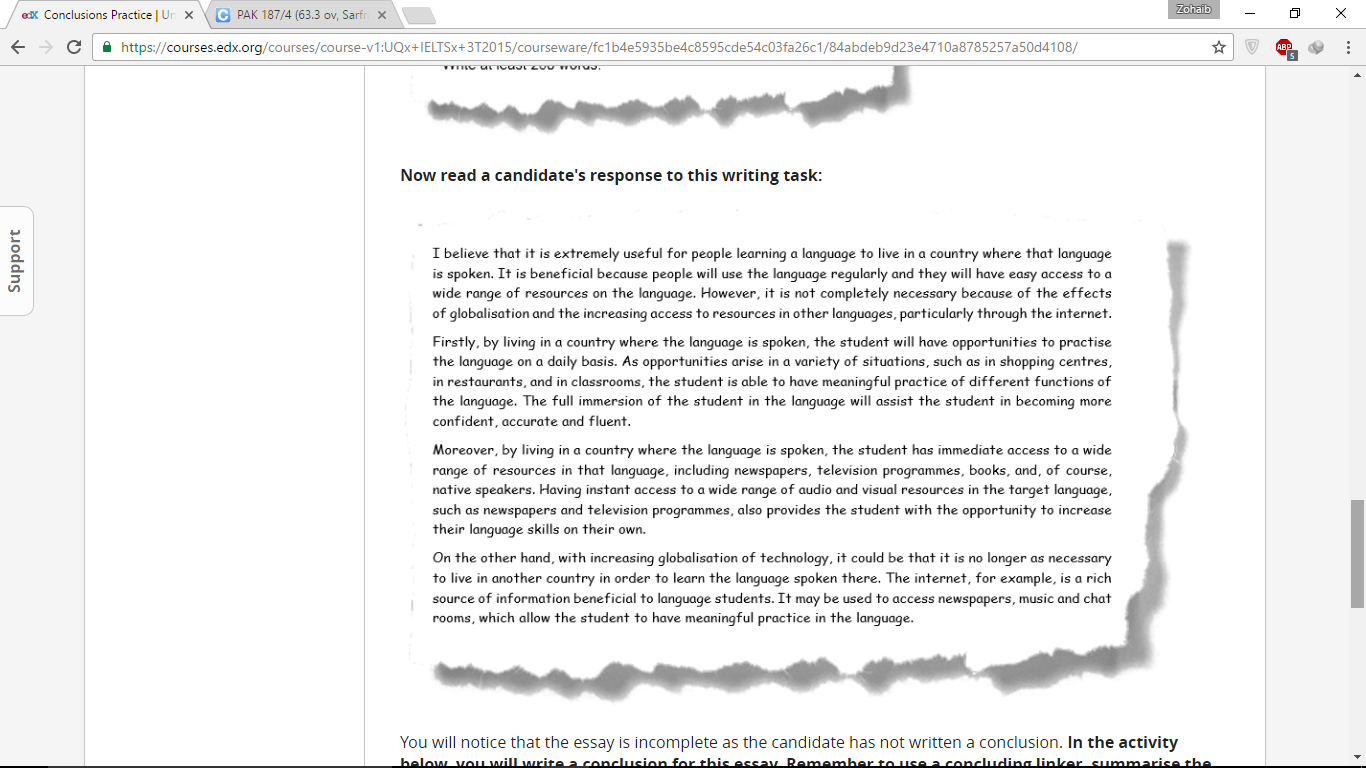 Conclusions Practice | Un
PAK 187/4 (63.3 ov, Sarfr
Zohaib
https://courses.edx.org/courses/course-v1:UQx+IELTSx+3T2015/courseware/fc1b4e5935be4c8595cde54c03fa26c1/84abdeb9d23e4710a8785257a50d4108/
ABP
5
Support
Write at least 250 words.
Now read a candidate's response to this writing task:
I believe that it is extremely useful for people learning a language to live in a country where that language
is spoken. It is beneficial because people will use the language regularly and they will have easy access to a
wide range of resources on the language. However, it is not completely necessary because of the effects
of globalisation and the increasing access to resources in other languages, particularly through the internet.
Firstly, by living in a country where the language is spoken, the student will have opportunities to practise
the language on a daily basis. As opportunities arise in a variety of situations, such as in shopping centres,
in restaurants, and in classrooms, the student is able to have meaningful practice of different functions of
the language. The full immersion of the student in the language will assist the student in becoming more
confident, accurate and fluent.
Moreover, by living in a country where the language is spoken, the student has immediate access to a wide
range of resources in that language, including newspapers, television programmes, books, and, of course,
native speakers. Having instant access to a wide range of audio and visual resources in the target language,
such as newspapers and television programmes, also provides the student with the opportunity to increase
their language skills on their own.
On the other hand, with increasing globalisation of technology, it could be that it is no longer as necessary
to live in another country in order to learn the language spoken there. The internet, for example, is a rich
source of information beneficial to language students. It may be used to access newspapers, music and chat
rooms, which allow the student to have meaningful practice in the language.
You will notice that the essay is incomplete as the candidate has not written a conclusion. In the activity
below, you will write a conclusion for this essay. Remember to use a concluding linker, summarise the